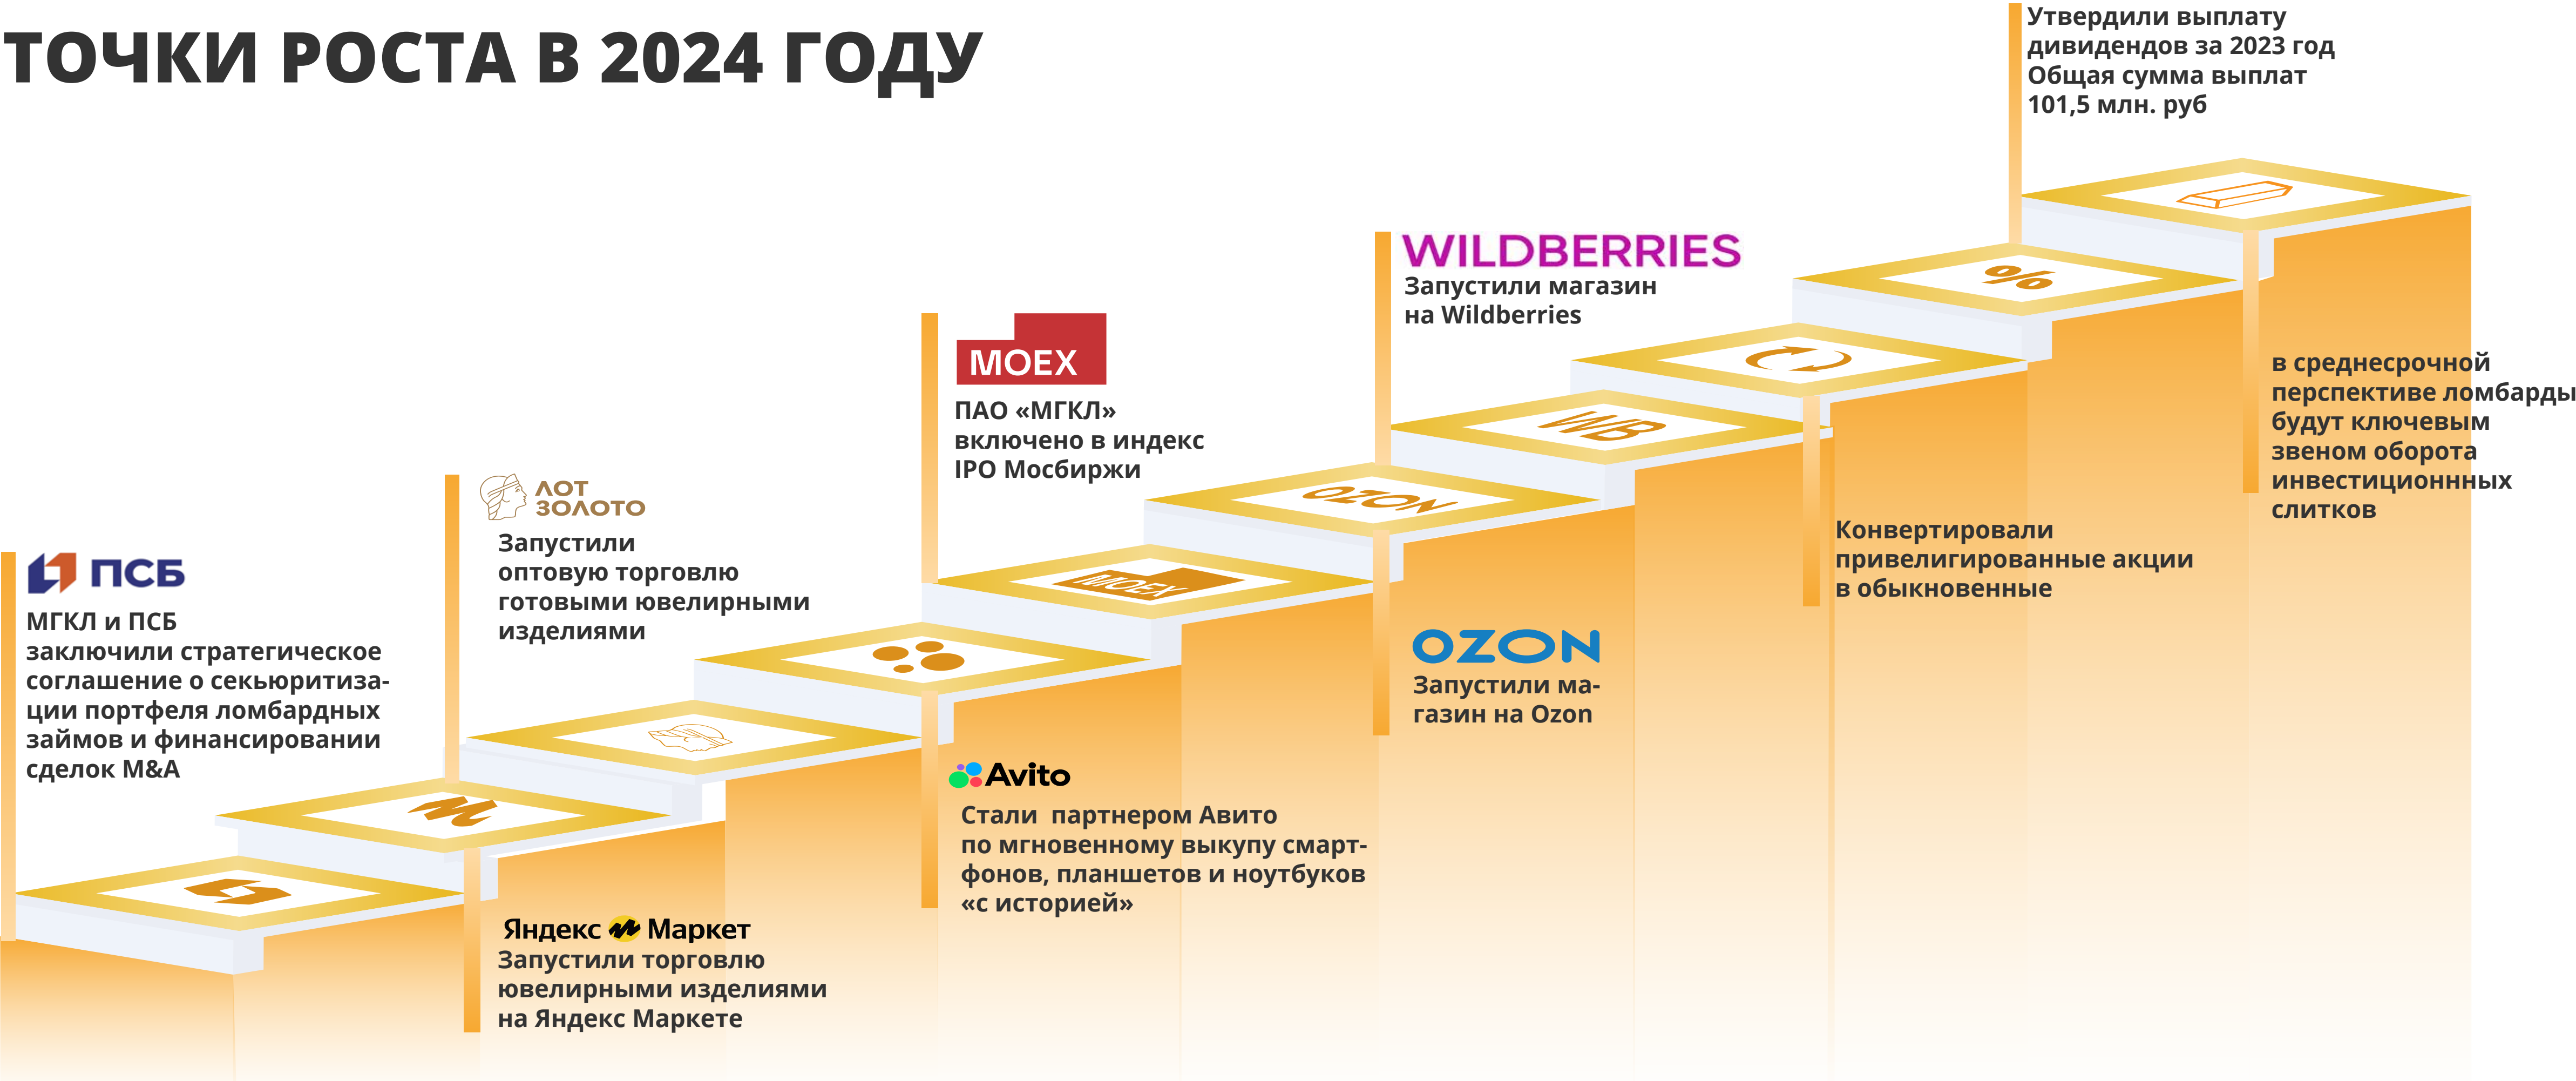 ТОЧКИ РОСТА В 2024 ГОДУ
ПСБ
МГКЛ и ПСБ
заключили стратегическое
соглашение о секьюритиза-
ции портфеля ломбардных
займов и финансировании
сделок M&A
Яндекс Маркет
Запустили торговлю
ювелирными изделиями
на Яндекс Маркете
ЛОТ
ЗОЛОТО
Запустили
оптовую торговлю
готовыми ювелирными
изделиями
Avito
Стали  партнером Авито
по мгновенному выкупу смарт-
фонов, планшетов и ноутбуков
«с историей»
MOEX
ПАО «МГКЛ»
включено в индекс
IPO Мосбиржи
MOEX
OZON
OZON
Запустили ма-
газин на Ozon
WILDBERRIES
Запустили магазин
на Wildberries
WB
Конвертировали
привелигированные акции
в обыкновенные
Утвердили выплату
дивидендов за 2023 год
Общая сумма выплат
101,5 млн. руб
%
в среднесрочной
перспективе ломбарды
будут ключевым
звеном оборота
инвестиционнных
слитков